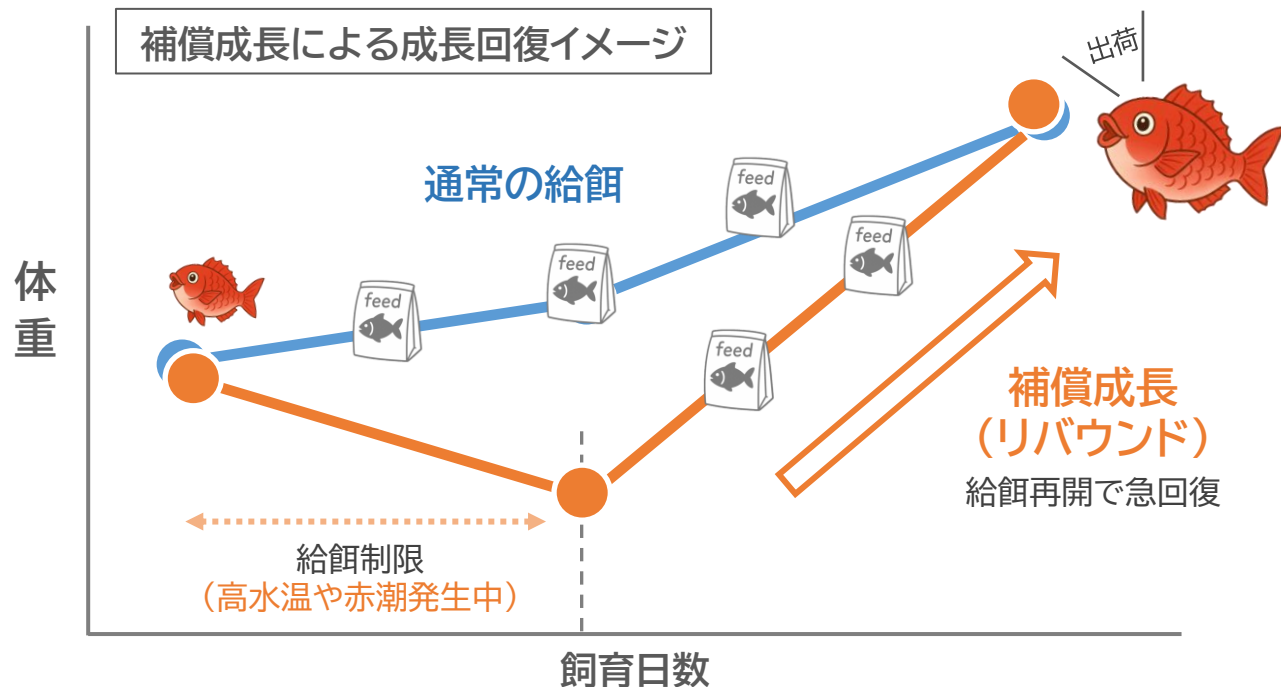 補償成長による成長回復イメージ
出荷
通常の給餌
feed
feed
feed
feed
feed
体
重
補償成長
（リバウンド）
給餌再開で急回復
給餌制限
（高水温や赤潮発生中）
飼育日数